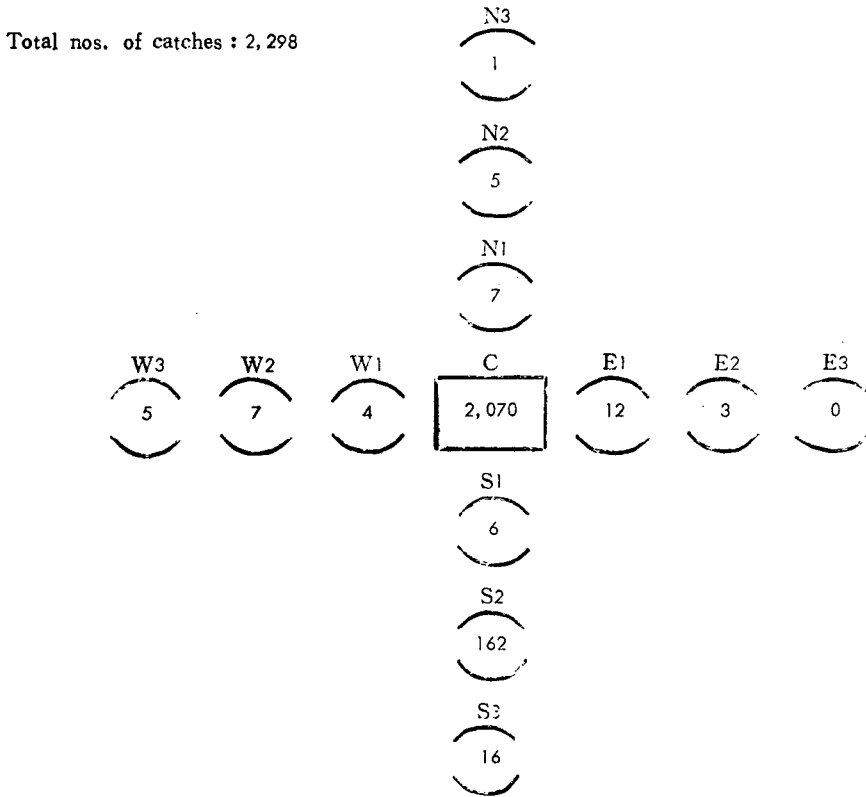 N3
Total nos. of catches : 2,298
1
N2
5
N1
7
W3 W2 W1 C E1 E2 E3
5 7 4 2,070 12 3 0
S1
6
S2
162
S3
16